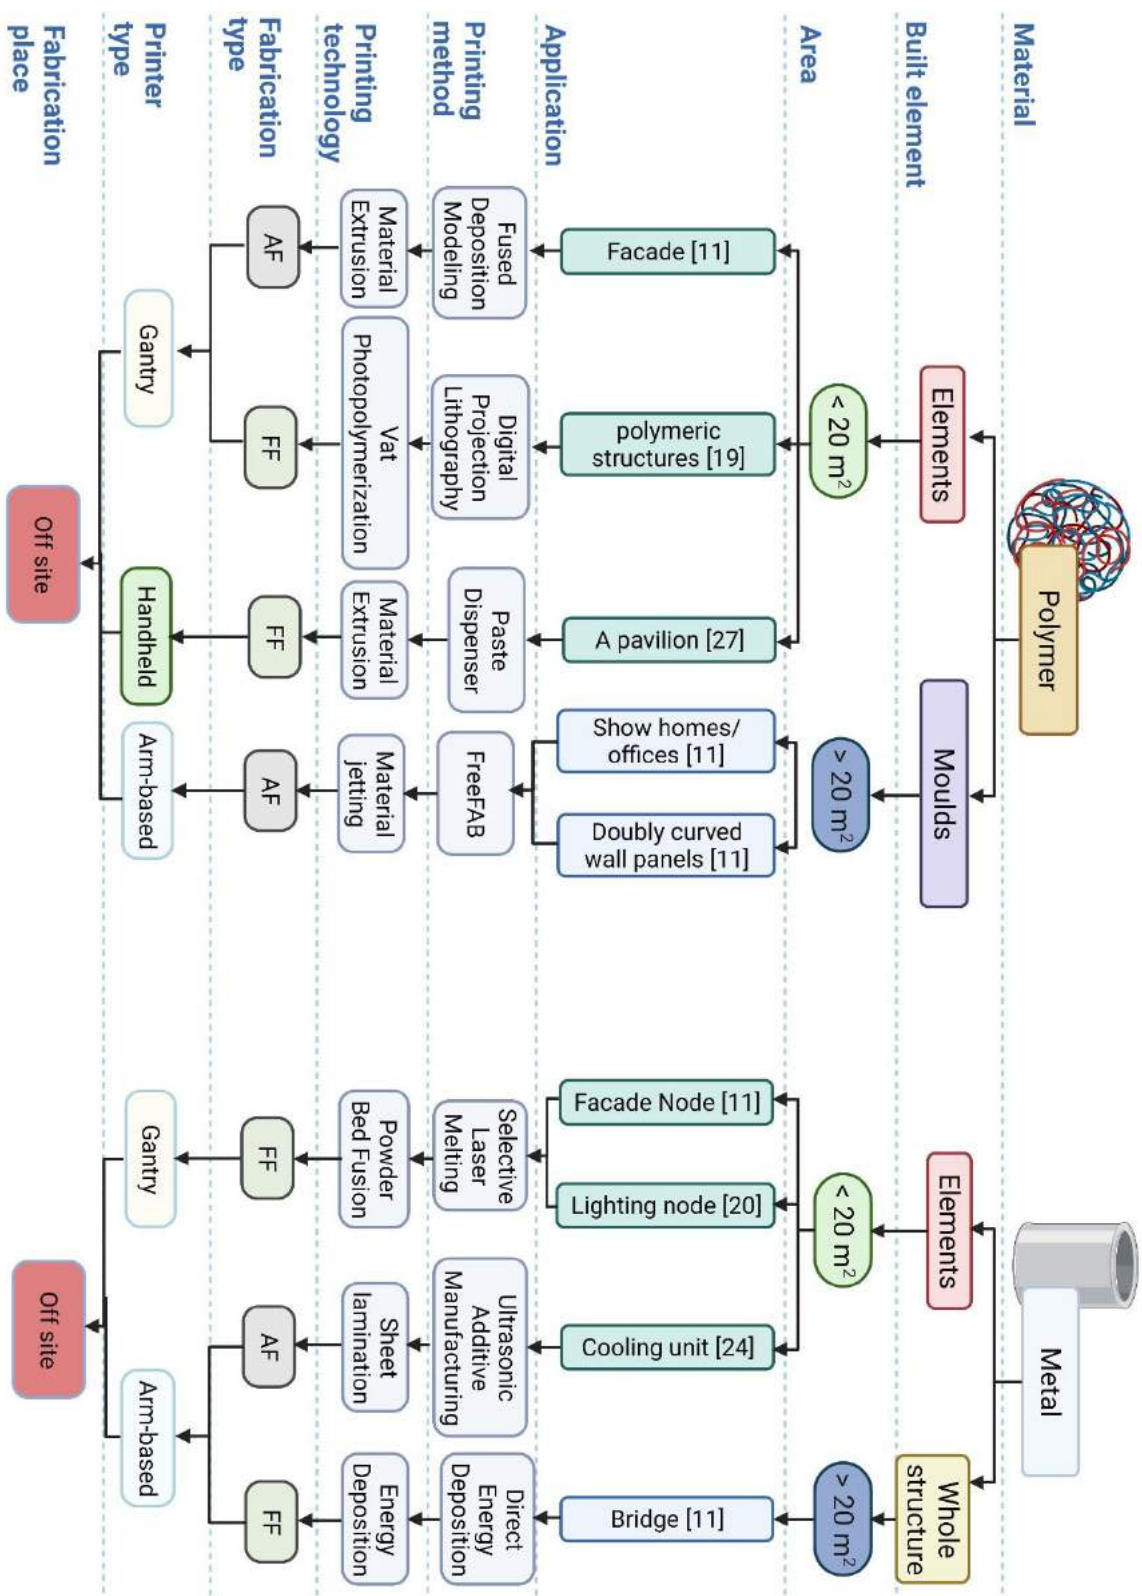 Material
Polymer
Metal
Built element
Elements
Moulds
Elements
Whole
structure
Area
< 20 m²
> 20 m²
< 20 m²
> 20 m²
Application
Facade [11]
polymeric
structures [19]
A pavilion [27]
Show homes/
offices [11]
Doubly curved
wall panels [11]
Facade Node [11]
Lighting node [20]
Cooling unit [24]
Bridge [11]
Printing
method
Fused
Deposition
Modeling
Digital
Projection
Lithography
Paste
Dispenser
FreeFAB
Selective
Laser
Melting
Ultrasonic
Additive
Manufacturing
Direct
Energy
Deposition
Printing
technology
Material
Extrusion
Vat
Photopolymerization
Material
Extrusion
Material
jetting
Powder
Bed Fusion
Sheet
lamination
Energy
Deposition
Fabrication
type
AF
FF
FF
AF
FF
AF
FF
Printer
type
Gantry
Handheld
Arm-based
Gantry
Arm-based
Fabrication
place
Off site
Off site